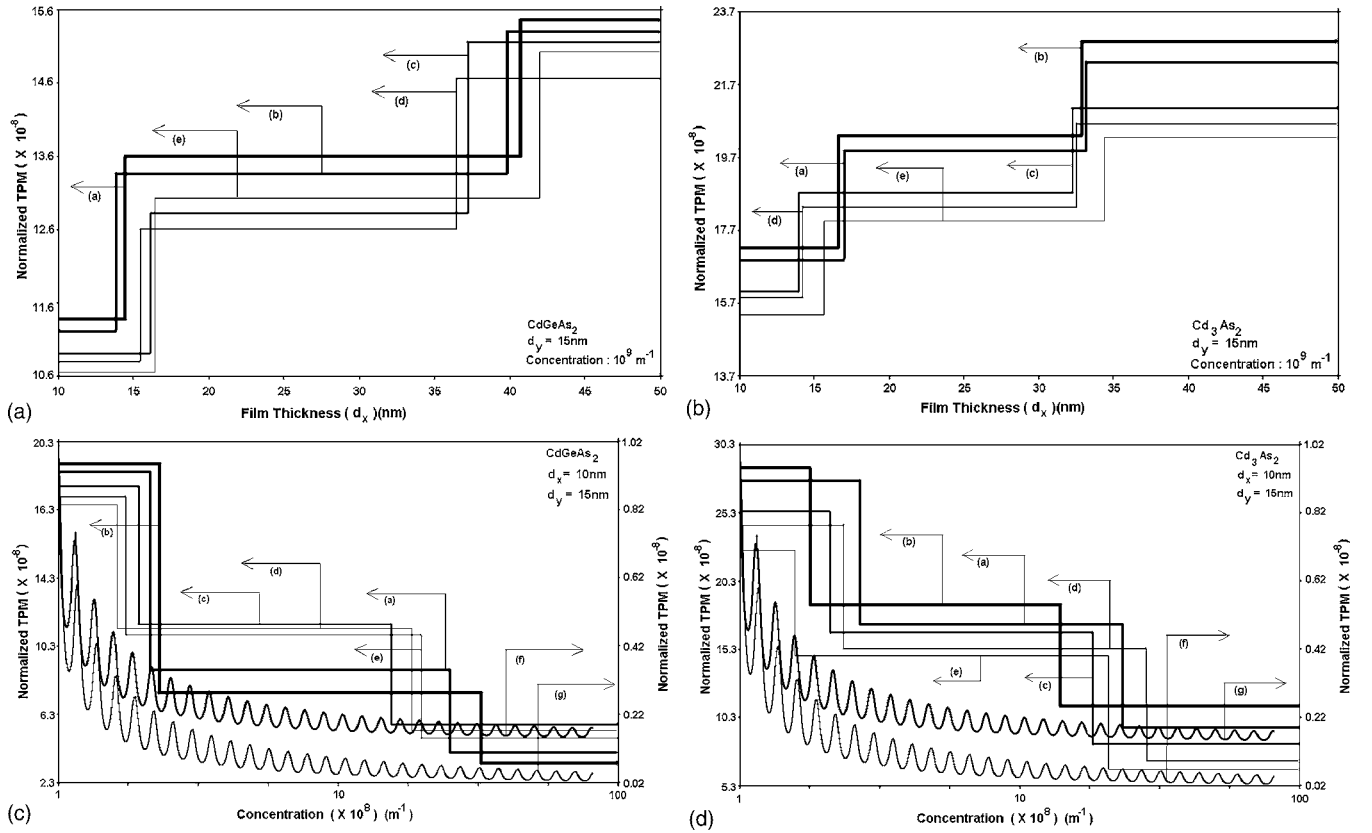 15.6
14.6
13.6
12.6
11.6
10.6
Normalized TPM ( X 10-8)
(c)
(d)
(b)
(e)
(a)
CdGeAs2
dy = 15nm
Concentration : 10^9 m-1
10 15 20 25 30 35 40 45 50
Film Thickness ( dx )(nm)
(a)
23.7
21.7
19.7
17.7
15.7
13.7
Normalized TPM ( X 10-8)
(b)
(a)
(e)
(c)
(d)
Cd3As2
dy = 15nm
Concentration : 10^9 m-1
10 15 20 25 30 35 40 45 50
Film Thickness ( dx )(nm)
(b)
20.3
16.3
14.3
10.3
6.3
2.3
Normalized TPM ( X 10-8)
CdGeAs2
dx = 10nm
dy = 15nm
(b)
(d)
(c)
(a)
(e)
(f)
(g)
1.02
0.82
0.62
0.42
0.22
0.02
Normalized TPM ( X 10-8)
1 10 100
Concentration ( X 10^8) (m-1)
(c)
30.3
25.3
20.3
15.3
10.3
5.3
Normalized TPM ( X 10-8)
Cd3As2
dx = 10nm
dy = 15nm
(b)
(a)
(d)
(f)
(e)
(c)
(g)
1.02
0.82
0.62
0.42
0.22
0.02
Normalized TPM ( X 10-8)
1 10 100
Concentration ( X 10^8) (m-1)
(d)